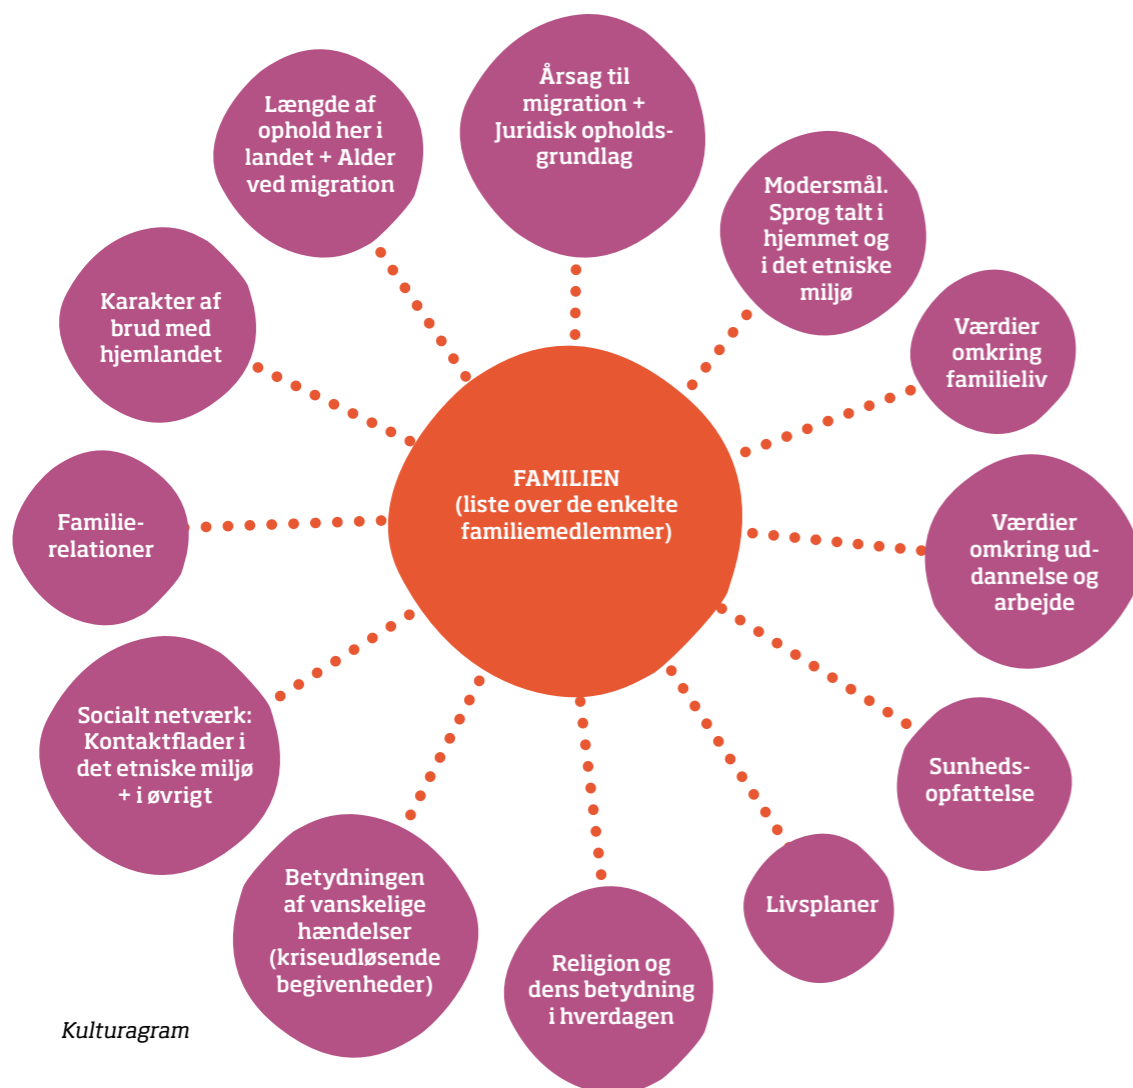 Årsag til
migration +
Juridisk opholds-
grundlag
Længde af
ophold her i
landet + Alder
ved migration
Modersmål.
Sprog talt i
hjemmet og
i det etniske
miljø
Karakter af
brud med
hjemlandet
Værdier
omkring
familieliv
FAMILIEN
(liste over de enkelte
familiemedlemmer)
Familie-
relationer
Værdier
omkring ud-
dannelse og
arbejde
Socialt netværk:
Kontaktflader i
det etniske miljø
+ i øvrigt
Sunheds-
opfattelse
Betydningen
af vanskelige
hændelser
(kriseudløsende
begivenheder)
Livsplaner
Religion og
dens betydning
i hverdagen
Kulturagram